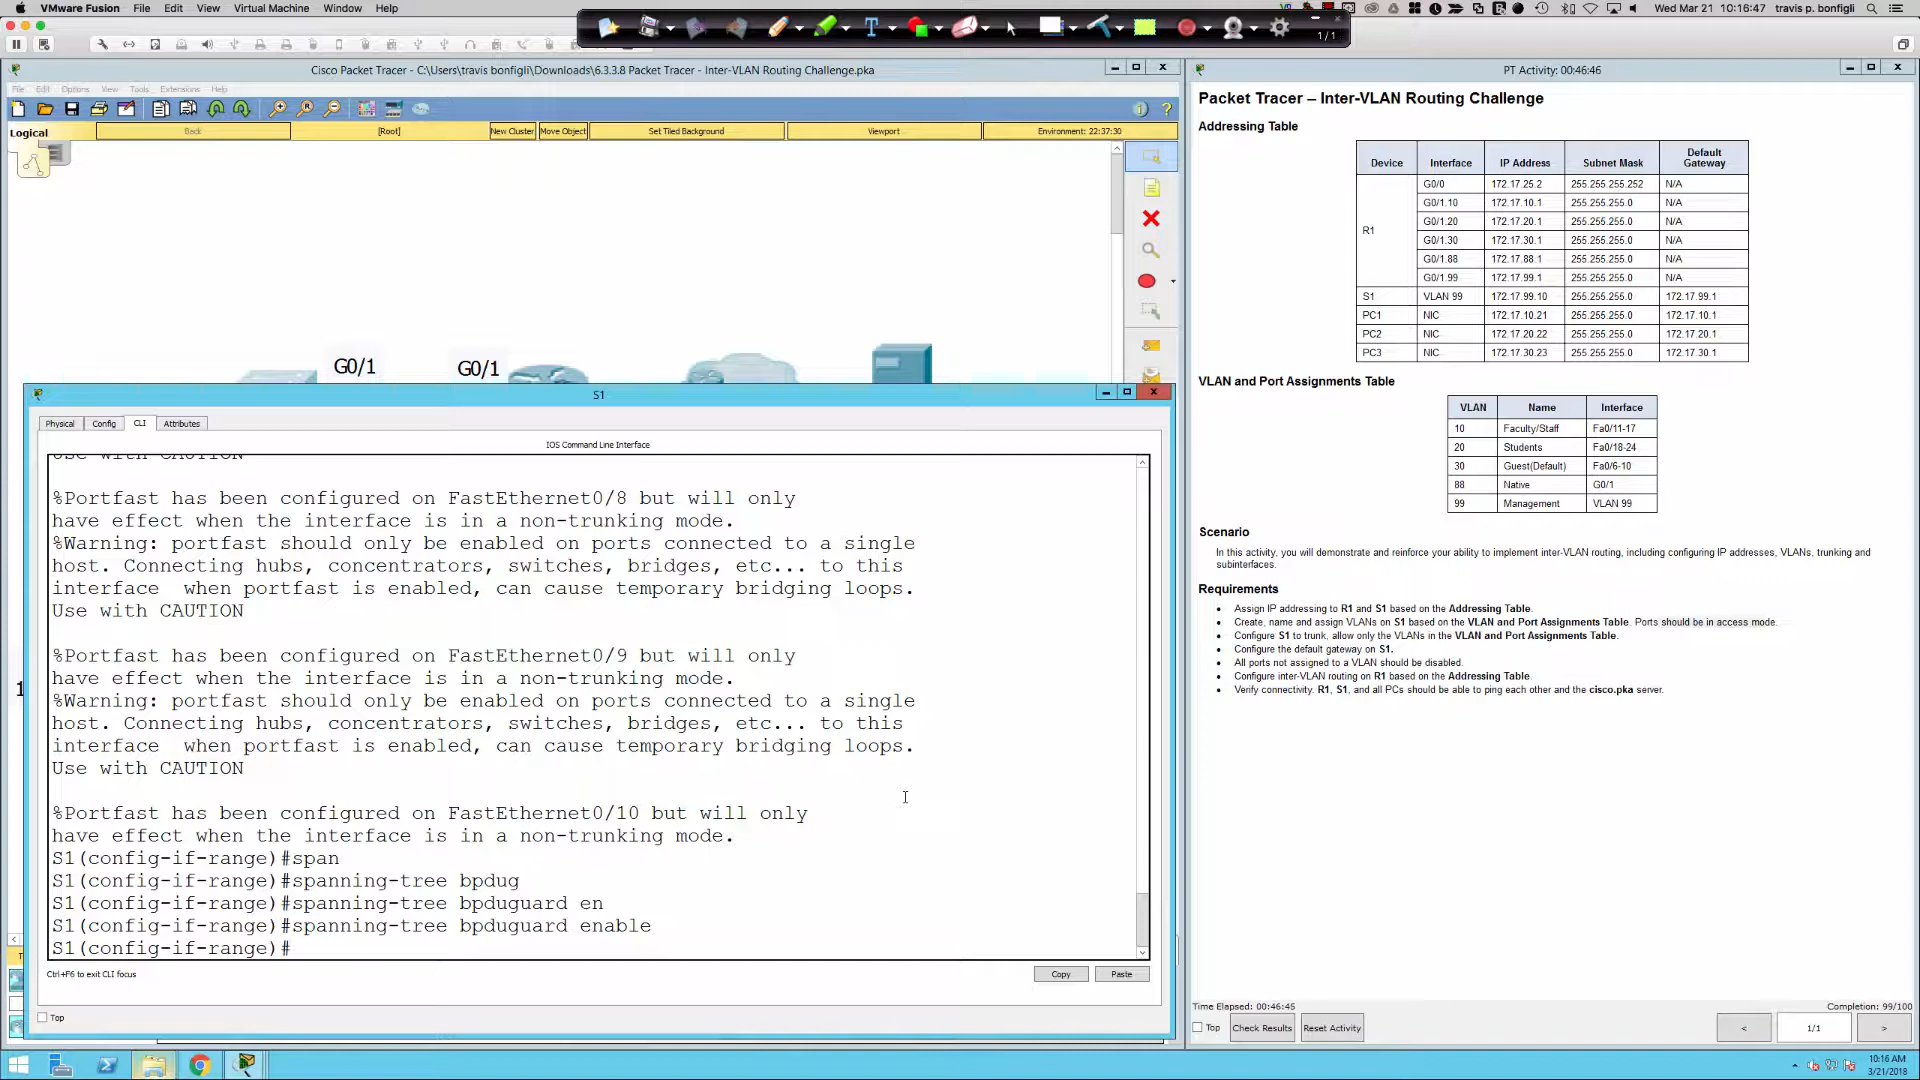 VMware Fusion File Edit View Virtual Machine Window Help
Wed Mar 21 10:16:47 travis p. bonfigli
1/1
Cisco Packet Tracer - C:\Users\travis bonfigli\Downloads\6.3.3.8 Packet Tracer - Inter-VLAN Routing Challenge.pka
File Edit Options View Tools Extensions Help
Logical
Back
[Root]
New Cluster
Move Object
Set Tiled Background
Viewport
Environment: 22:37:30
G0/1
G0/1
S1
Physical Config CLI Attributes
IOS Command Line Interface
Use with CAUTION
%Portfast has been configured on FastEthernet0/8 but will only
have effect when the interface is in a non-trunking mode.
%Warning: portfast should only be enabled on ports connected to a single
host. Connecting hubs, concentrators, switches, bridges, etc... to this
interface  when portfast is enabled, can cause temporary bridging loops.
Use with CAUTION
%Portfast has been configured on FastEthernet0/9 but will only
have effect when the interface is in a non-trunking mode.
%Warning: portfast should only be enabled on ports connected to a single
host. Connecting hubs, concentrators, switches, bridges, etc... to this
interface  when portfast is enabled, can cause temporary bridging loops.
Use with CAUTION
%Portfast has been configured on FastEthernet0/10 but will only
have effect when the interface is in a non-trunking mode.
S1(config-if-range)#span
S1(config-if-range)#spanning-tree bpdug
S1(config-if-range)#spanning-tree bpduguard en
S1(config-if-range)#spanning-tree bpduguard enable
S1(config-if-range)#
Ctrl+F6 to exit CLI focus
Copy
Paste
Top
PT Activity: 00:46:46
Packet Tracer – Inter-VLAN Routing Challenge
Addressing Table
Device Interface IP Address Subnet Mask Default Gateway
R1 G0/0 172.17.25.2 255.255.255.252 N/A
G0/1.10 172.17.10.1 255.255.255.0 N/A
G0/1.20 172.17.20.1 255.255.255.0 N/A
G0/1.30 172.17.30.1 255.255.255.0 N/A
G0/1.88 172.17.88.1 255.255.255.0 N/A
G0/1.99 172.17.99.1 255.255.255.0 N/A
S1 VLAN 99 172.17.99.10 255.255.255.0 172.17.99.1
PC1 NIC 172.17.10.21 255.255.255.0 172.17.10.1
PC2 NIC 172.17.20.22 255.255.255.0 172.17.20.1
PC3 NIC 172.17.30.23 255.255.255.0 172.17.30.1
VLAN and Port Assignments Table
VLAN Name Interface
10 Faculty/Staff Fa0/11-17
20 Students Fa0/18-24
30 Guest(Default) Fa0/6-10
88 Native G0/1
99 Management VLAN 99
Scenario
In this activity, you will demonstrate and reinforce your ability to implement inter-VLAN routing, including configuring IP addresses, VLANs, trunking and
subinterfaces.
Requirements
• Assign IP addressing to R1 and S1 based on the Addressing Table.
• Create, name and assign VLANs on S1 based on the VLAN and Port Assignments Table. Ports should be in access mode.
• Configure S1 to trunk, allow only the VLANs in the VLAN and Port Assignments Table.
• Configure the default gateway on S1.
• All ports not assigned to a VLAN should be disabled.
• Configure inter-VLAN routing on R1 based on the Addressing Table.
• Verify connectivity. R1, S1, and all PCs should be able to ping each other and the cisco.pka server.
Time Elapsed: 00:46:45
Completion: 99/100
Top
Check Results
Reset Activity
<
1/1
>
10:16 AM
3/21/2018